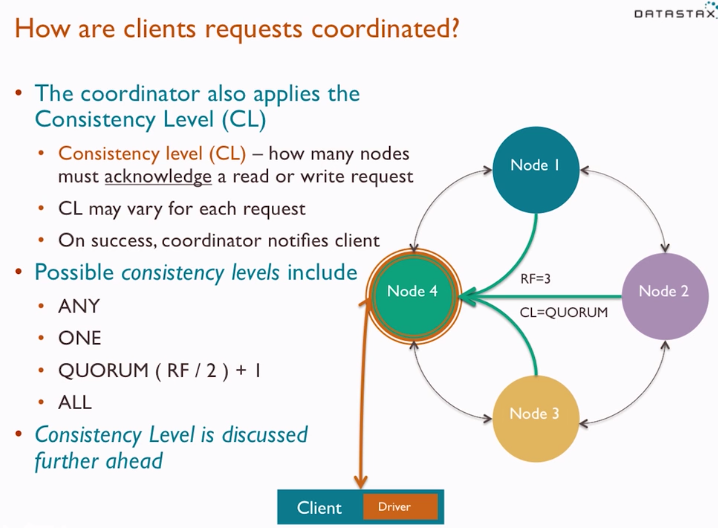 DATASTAX
How are clients requests coordinated?
• The coordinator also applies the
Consistency Level (CL)
• Consistency level (CL) – how many nodes
must acknowledge a read or write request
• CL may vary for each request
• On success, coordinator notifies client
• Possible consistency levels include
• ANY
• ONE
• QUORUM ( RF / 2 ) + 1
• ALL
• Consistency Level is discussed
further ahead
Node 1
Node 4
RF=3
Node 2
CL=QUORUM
Node 3
Client
Driver